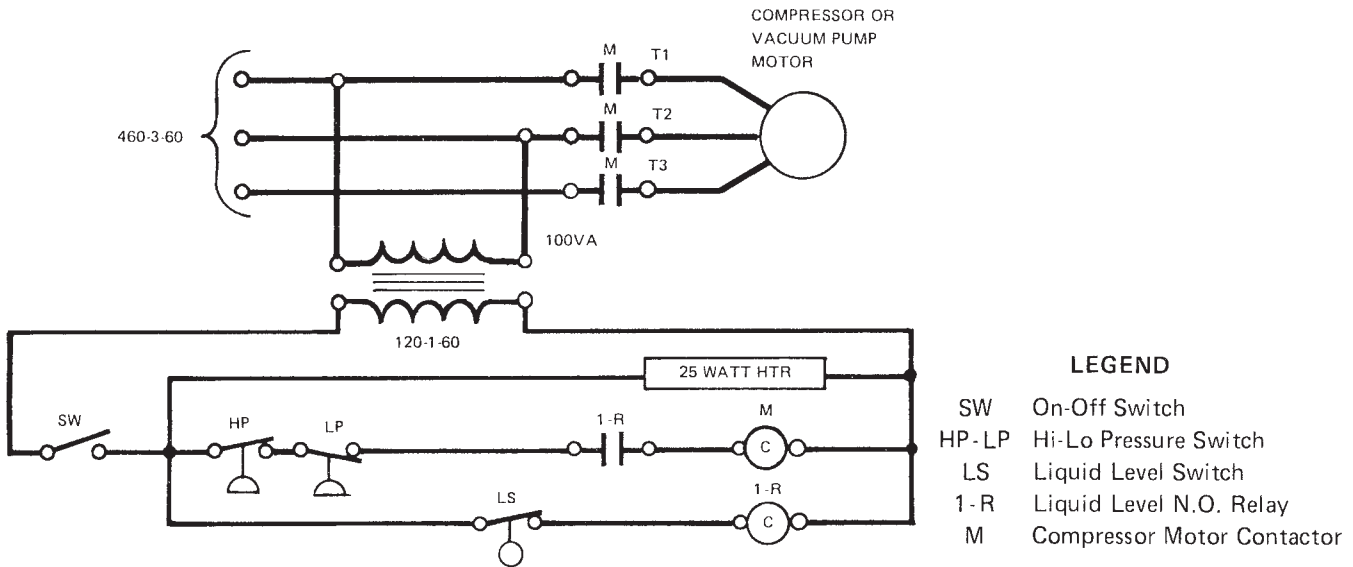 COMPRESSOR OR
VACUUM PUMP
MOTOR
M
T1
M
T2
M
T3
460-3-60
100VA
120-1-60
25 WATT HTR
SW
HP
LP
1-R
M
C
LS
1-R
C
LEGEND
SW On-Off Switch
HP-LP Hi-Lo Pressure Switch
LS Liquid Level Switch
1-R Liquid Level N.O. Relay
M Compressor Motor Contactor